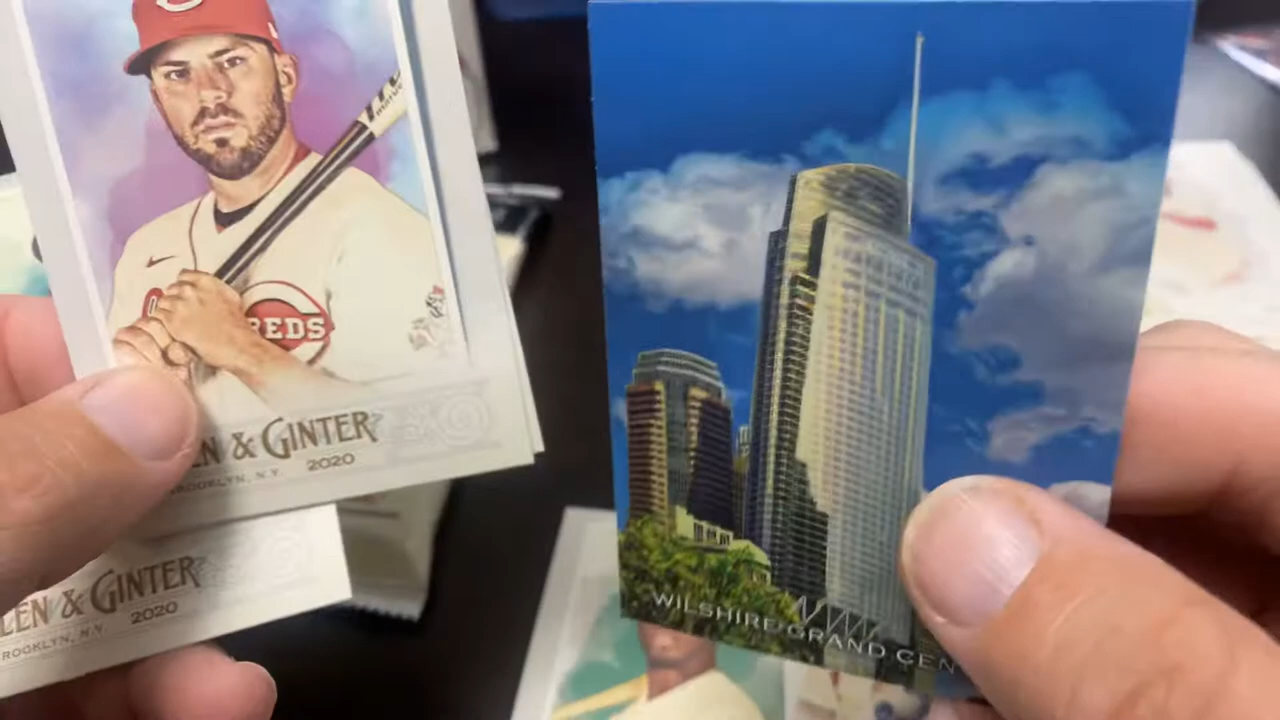 REDS
EN & GINTER
2020
ROOKLYN, N.Y.
LEN & GINTER
2020
ROOKLYN, N.Y.
WILSHIRE GRAND CEN